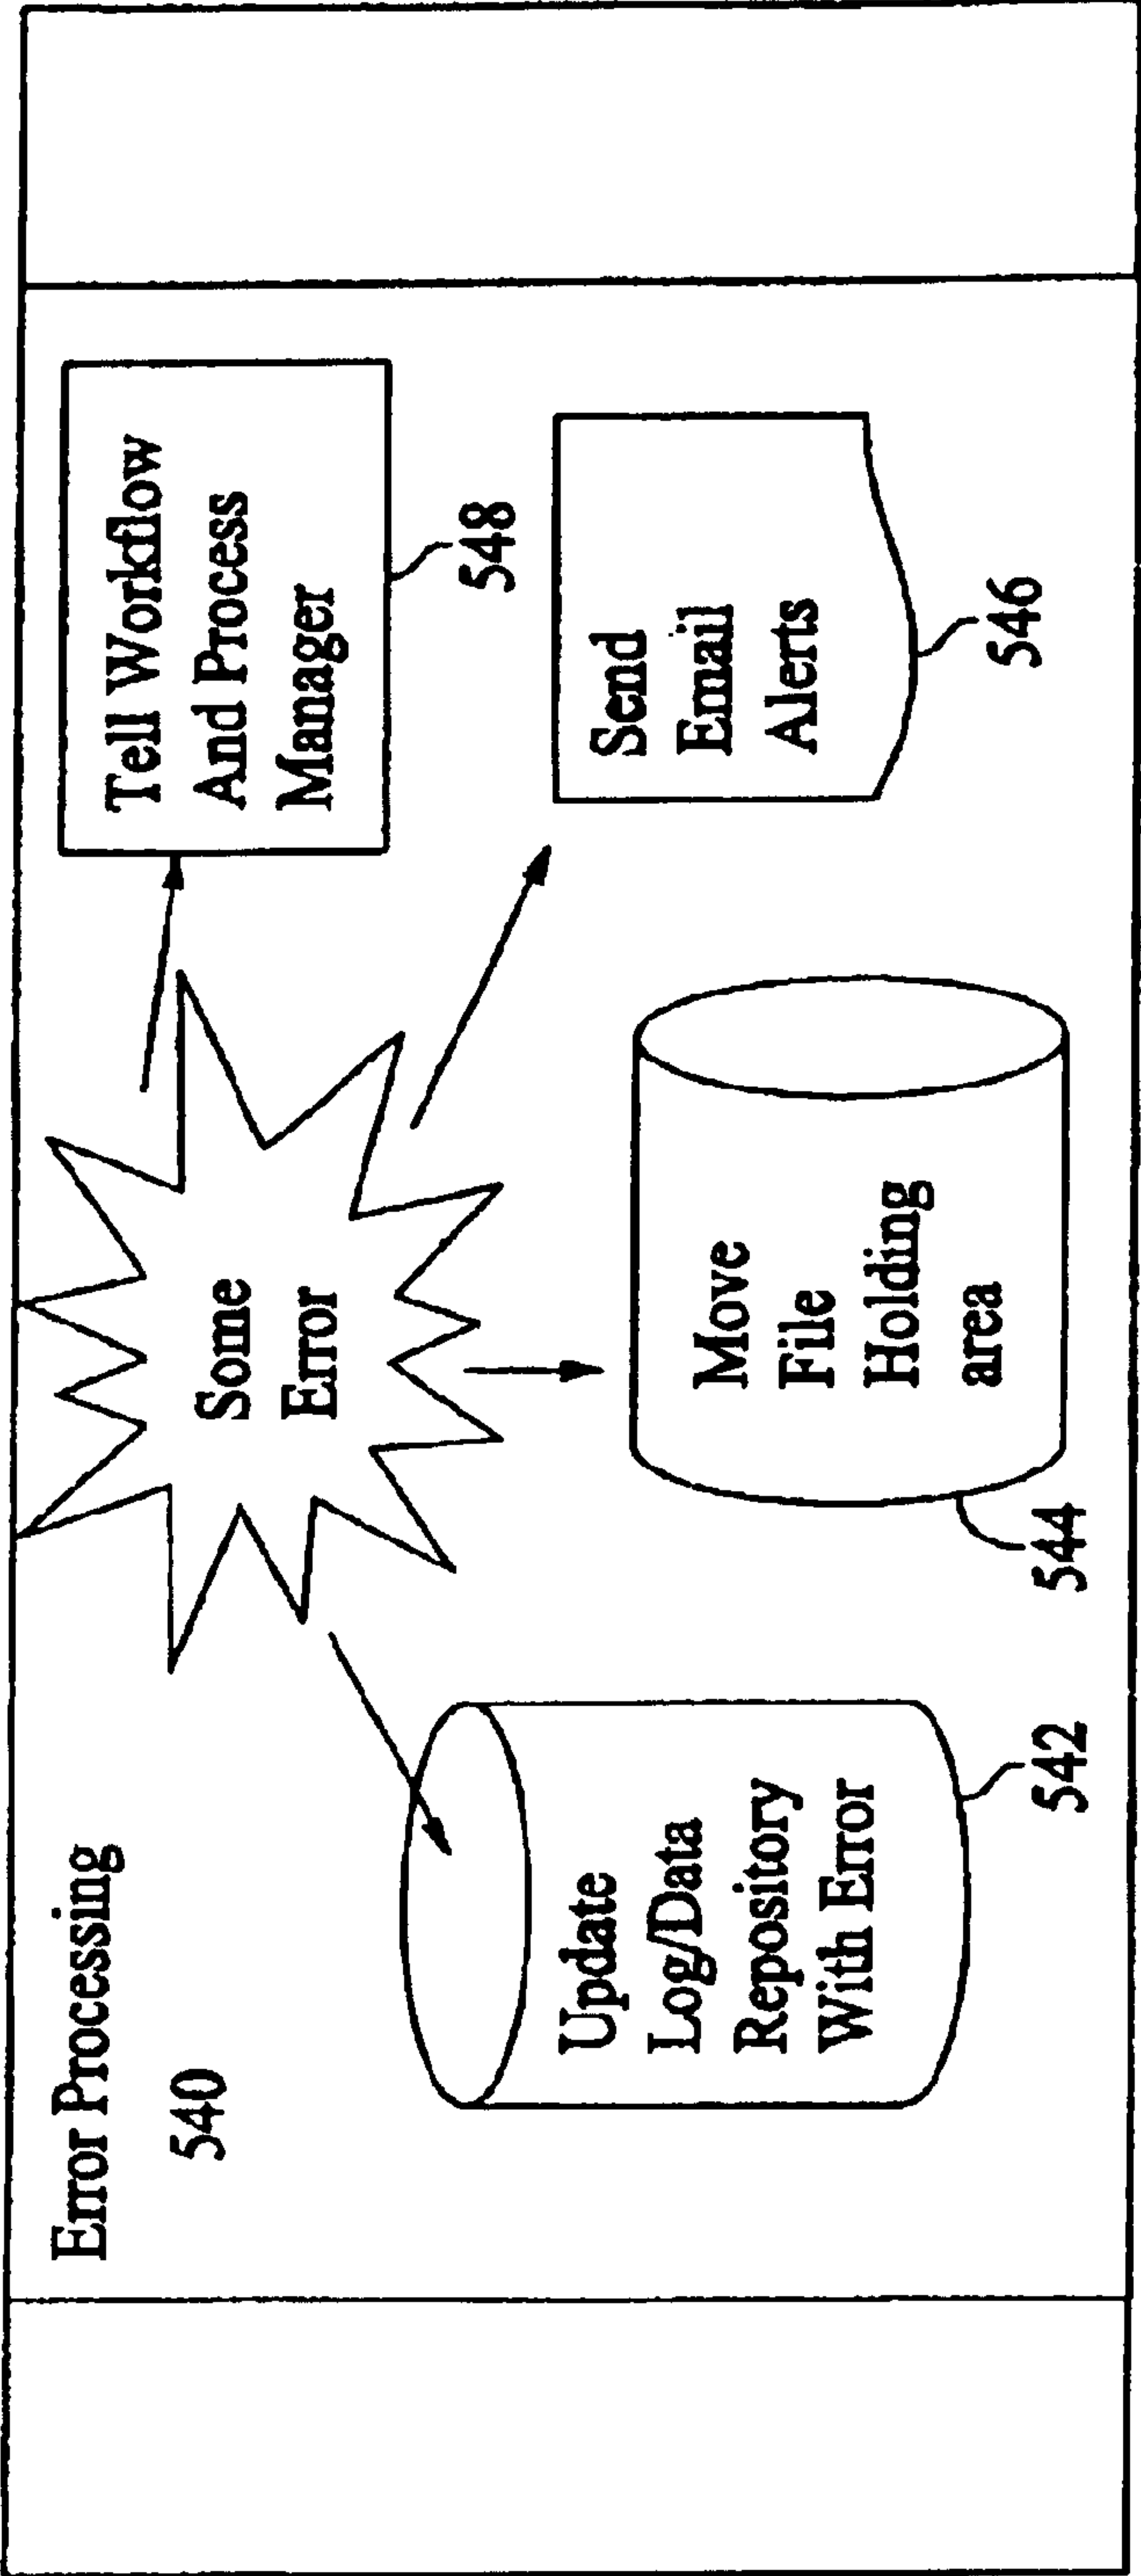 Error Processing
540
Some
Error
Tell Workflow
And Process
Manager
548
Send
Email
Alerts
546
Move
File
Holding
area
544
Update
Log/Data
Repository
With Error
542